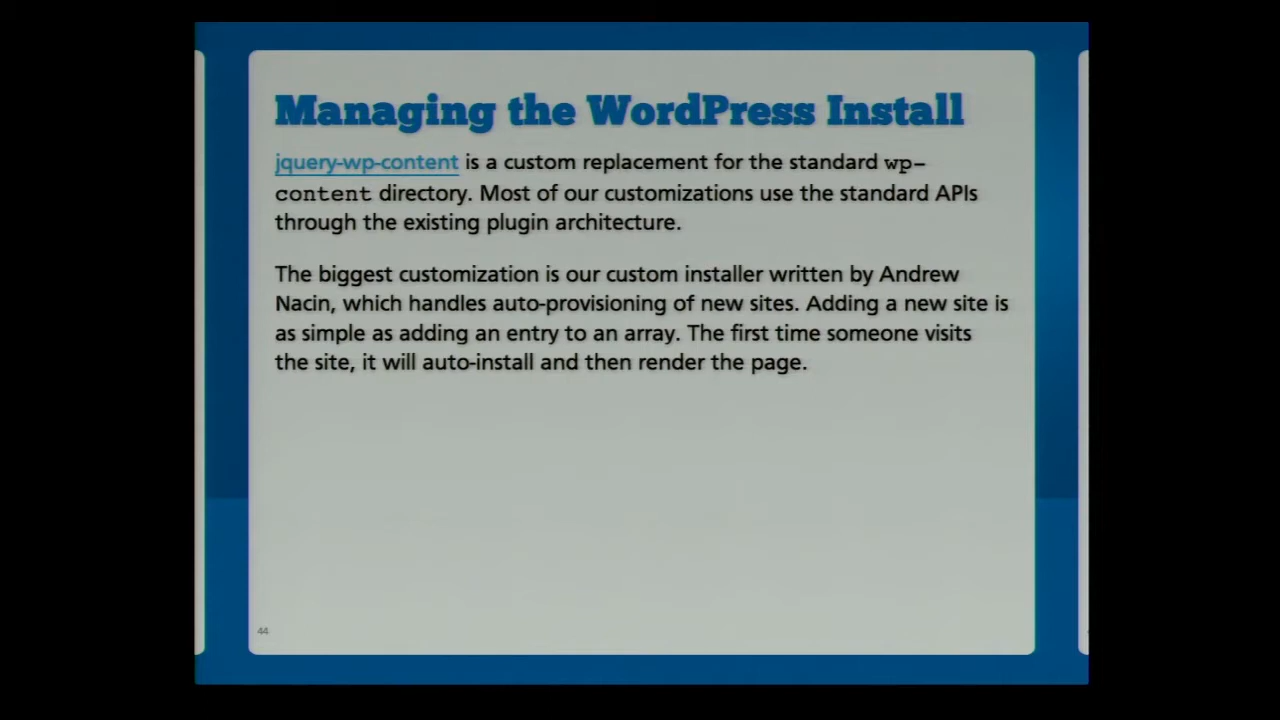 Managing the WordPress Install
jquery-wp-content is a custom replacement for the standard wp-
content directory. Most of our customizations use the standard APIs
through the existing plugin architecture.
The biggest customization is our custom installer written by Andrew
Nacin, which handles auto-provisioning of new sites. Adding a new site is
as simple as adding an entry to an array. The first time someone visits
the site, it will auto-install and then render the page.
44